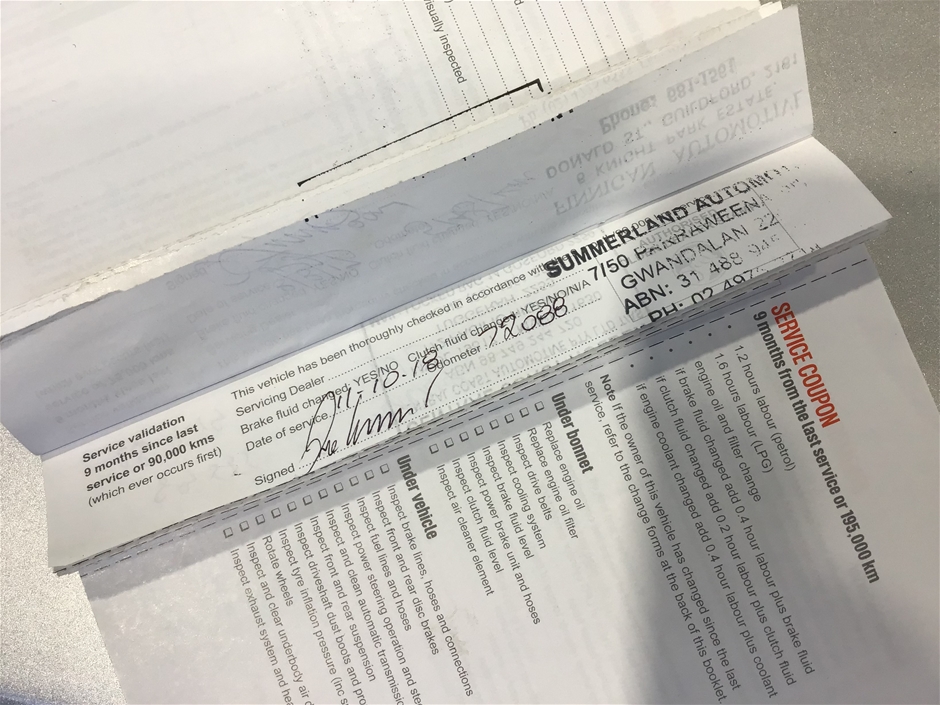 visually inspected
Phone: 681-1561
DONALD ST., GUILDFORD, 2161
8 KNIGHT PARK ESTATE,
FINNIGAN AUTOMOTIVE
Service validation
9 months since last
service or 90,000 kms
(which ever occurs first)
This vehicle has been thoroughly checked in accordance with
Servicing Dealer
Brake fluid changed: YES/NO Clutch fluid changed: YES/NO/N/A
Date of service 11.10.18 Odometer 72088
Signed
SUMMERLAND AUTOM
7/50 PARRAWEENA
GWANDALAN 22
ABN: 31 488
PH: 02 497
SERVICE COUPON
9 months from the last service or 195,000 km
1.2 hours labour (petrol)
1.6 hours labour (LPG)
engine oil and filter change
if brake fluid changed add 0.4 hour labour plus brake fluid
if clutch fluid changed add 0.2 hour labour plus clutch fluid
if engine coolant changed add 0.4 hour labour plus coolant
Note If the owner of this vehicle has changed since the last
service, refer to the change forms at the back of this booklet.
Under bonnet
Replace engine oil
Replace engine oil filter
Inspect drive belts
Inspect cooling system
Inspect brake fluid level
Inspect power brake unit and hoses
Inspect clutch fluid level
Inspect air cleaner element
Under vehicle
Inspect brake lines, hoses and connections
Inspect front and rear disc brakes
Inspect fuel lines and hoses
Inspect power steering operation and
Inspect and clean automatic
Inspect front and rear suspension
Inspect driveshaft dust boots and
Inspect tyre inflation pressure (inc
Rotate wheels
Inspect and clear underbody air
Inspect exhaust system and